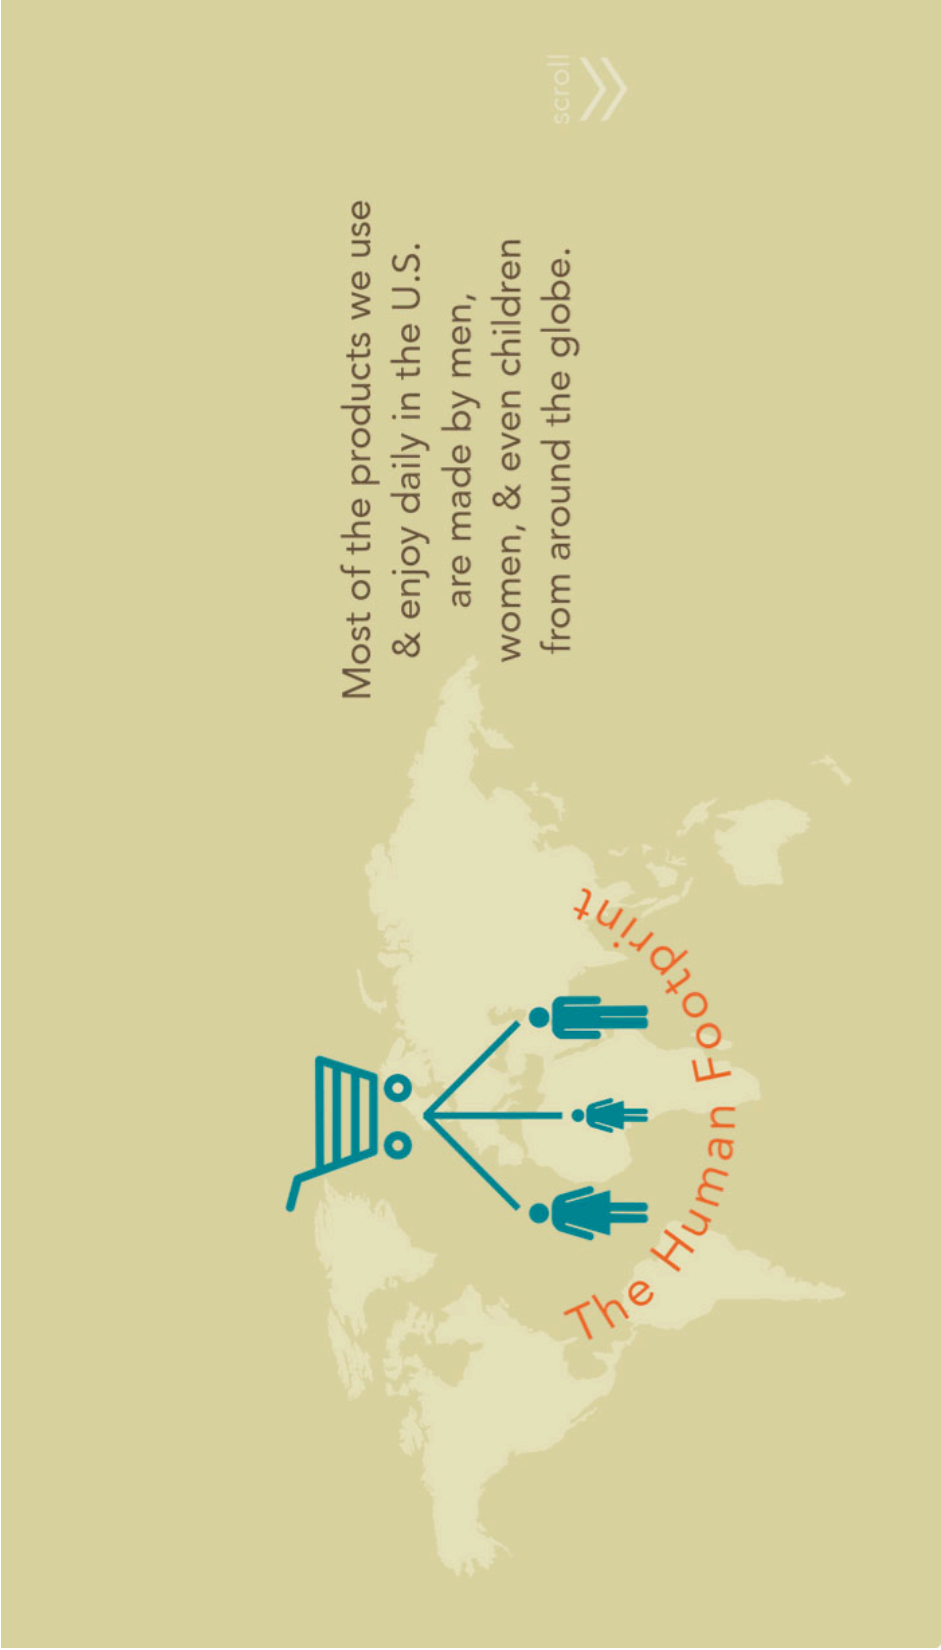 The Human Footprint
Most of the products we use
& enjoy daily in the U.S.
are made by men,
women, & even children
from around the globe.
scroll